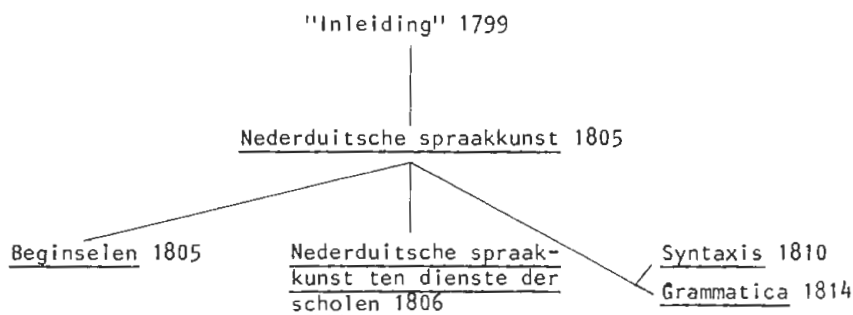 "Inleiding" 1799
Nederduitsche spraakkunst 1805
Beginselen 1805
Nederduitsche spraak-
kunst ten dienste der
scholen 1806
Syntaxis 1810
Grammatica 1814